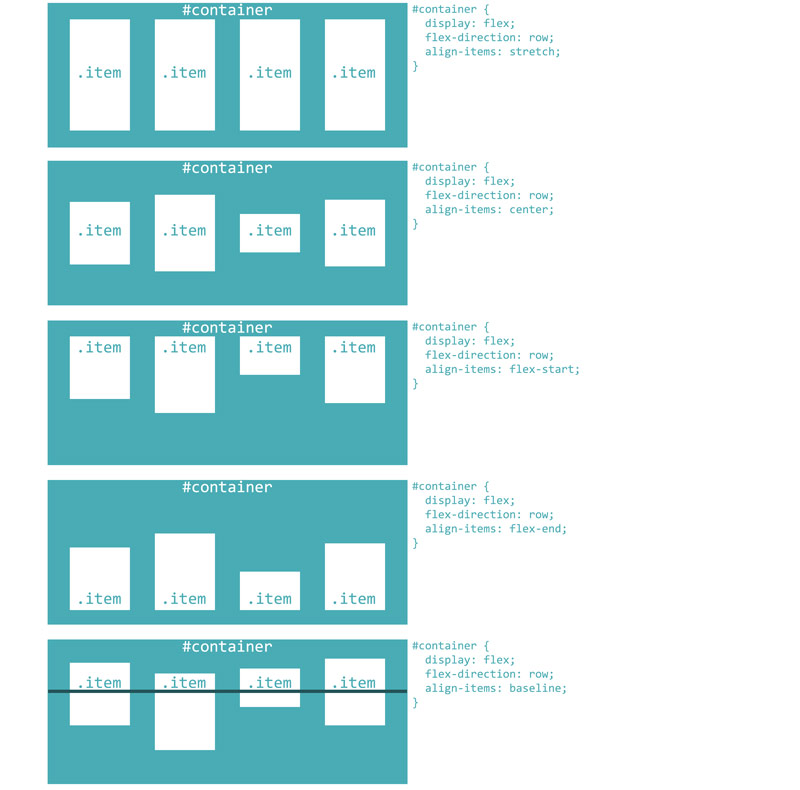 #container
.item .item .item .item
#container {
  display: flex;
  flex-direction: row;
  align-items: stretch;
}
#container
.item .item .item .item
#container {
  display: flex;
  flex-direction: row;
  align-items: center;
}
#container
.item .item .item .item
#container {
  display: flex;
  flex-direction: row;
  align-items: flex-start;
}
#container
.item .item .item .item
#container {
  display: flex;
  flex-direction: row;
  align-items: flex-end;
}
#container
.item .item .item .item
#container {
  display: flex;
  flex-direction: row;
  align-items: baseline;
}